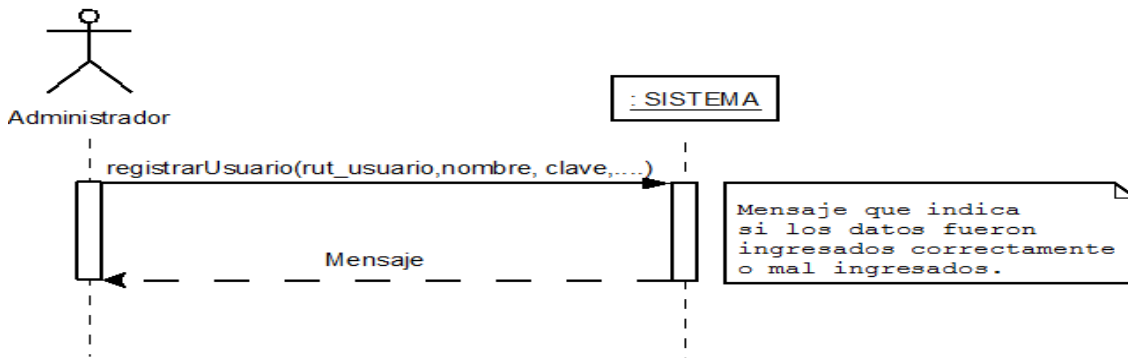 Administrador
: SISTEMA
registrarUsuario(rut_usuario,nombre, clave,....)
Mensaje que indica
si los datos fueron
ingresados correctamente
o mal ingresados.
Mensaje